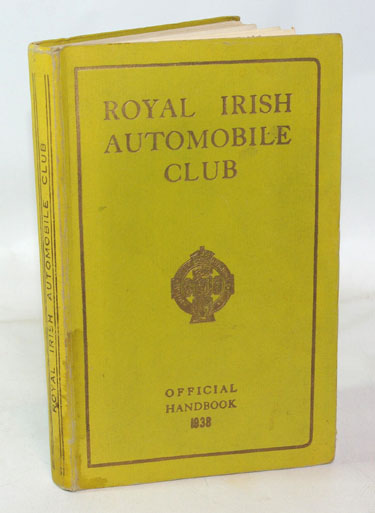 ROYAL IRISH
AUTOMOBILE
CLUB
OFFICIAL
HANDBOOK
1938
ROYAL IRISH AUTOMOBILE CLUB